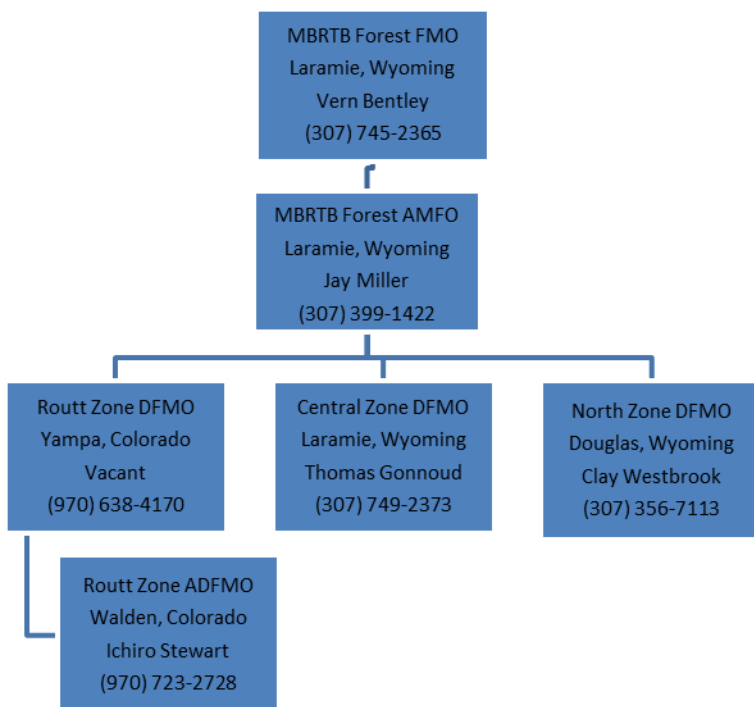 MBRTB Forest FMO
Laramie, Wyoming
Vern Bentley
(307) 745-2365
MBRTB Forest AMFO
Laramie, Wyoming
Jay Miller
(307) 399-1422
Routt Zone DFMO
Yampa, Colorado
Vacant
(970) 638-4170
Central Zone DFMO
Laramie, Wyoming
Thomas Gonnoud
(307) 749-2373
North Zone DFMO
Douglas, Wyoming
Clay Westbrook
(307) 356-7113
Routt Zone ADFMO
Walden, Colorado
Ichiro Stewart
(970) 723-2728